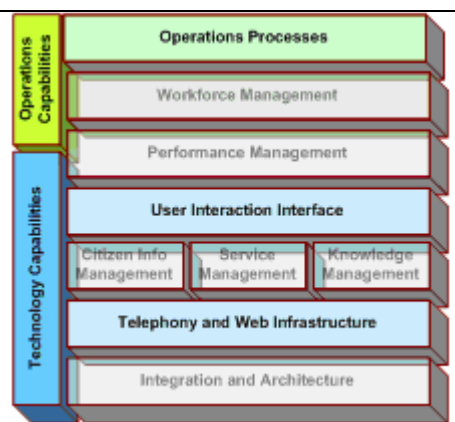 Operations
Capabilities
Operations Processes
Workforce Management
Performance Management
Technology Capabilities
User Interaction Interface
Citizen Info
Management
Service
Management
Knowledge
Management
Telephony and Web Infrastructure
Integration and Architecture